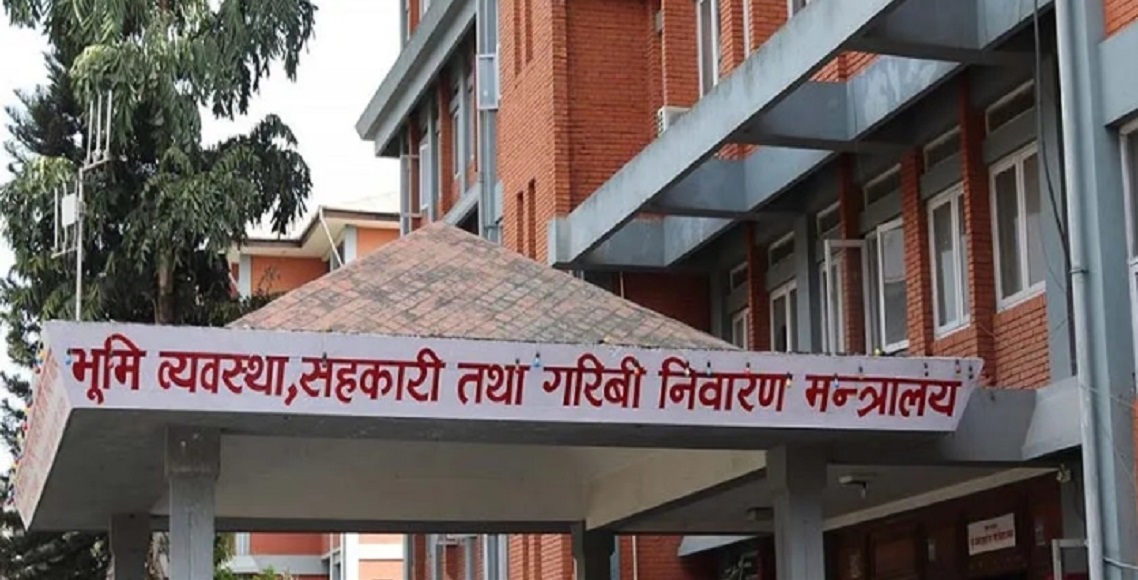 भूमि व्यवस्था,सहकारी तथा गरिबी निवारण मन्त्रालय